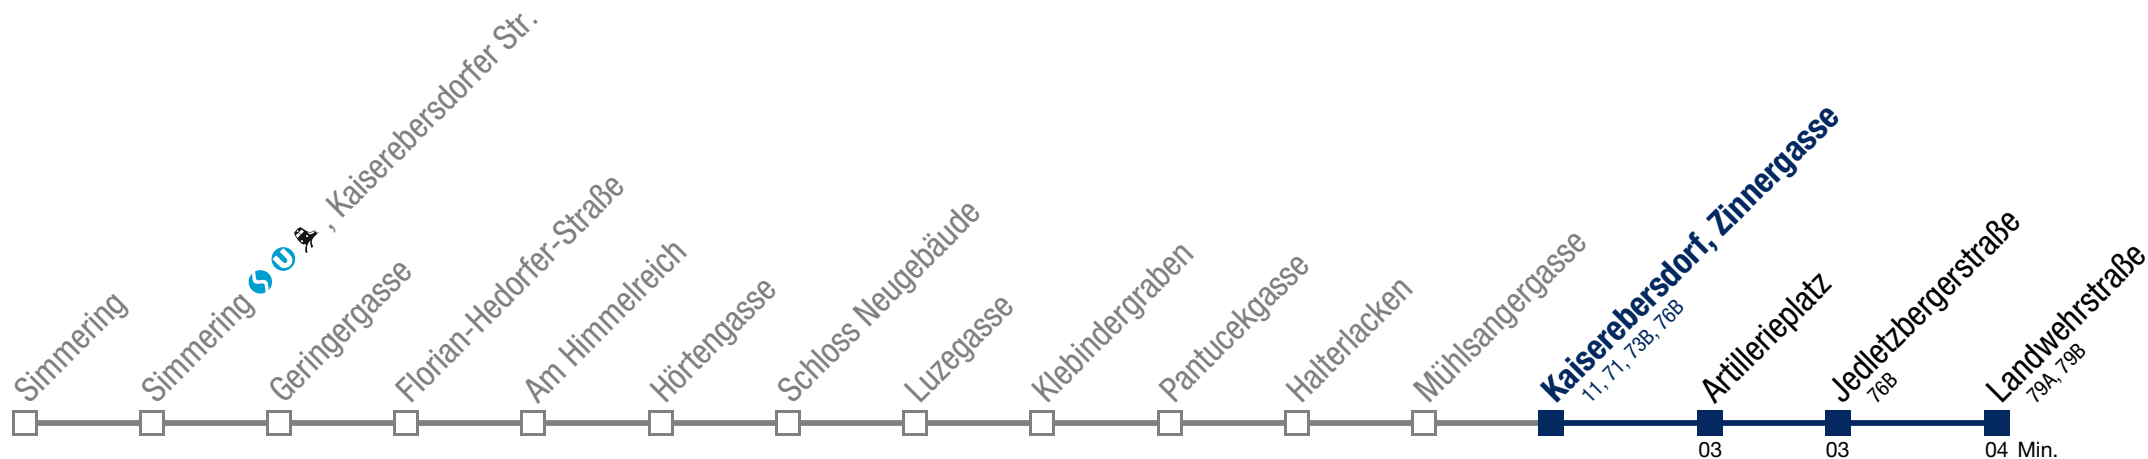 Simmering
Simmering S U , Kaiserebersdorfer Str.
Geringergasse
Florian-Hedorfer-Straße
Am Himmelreich
Hörtengasse
Schloss Neugebäude
Luzegasse
Klebindergraben
Pantucekgasse
Halterlacken
Mühlsangergasse
Kaiserebersdorf, Zinnergasse
11, 71, 73B, 76B
Artillerieplatz
03
Jedletzbergerstraße
76B
03
Landwehrstraße
79A, 79B
04 Min.